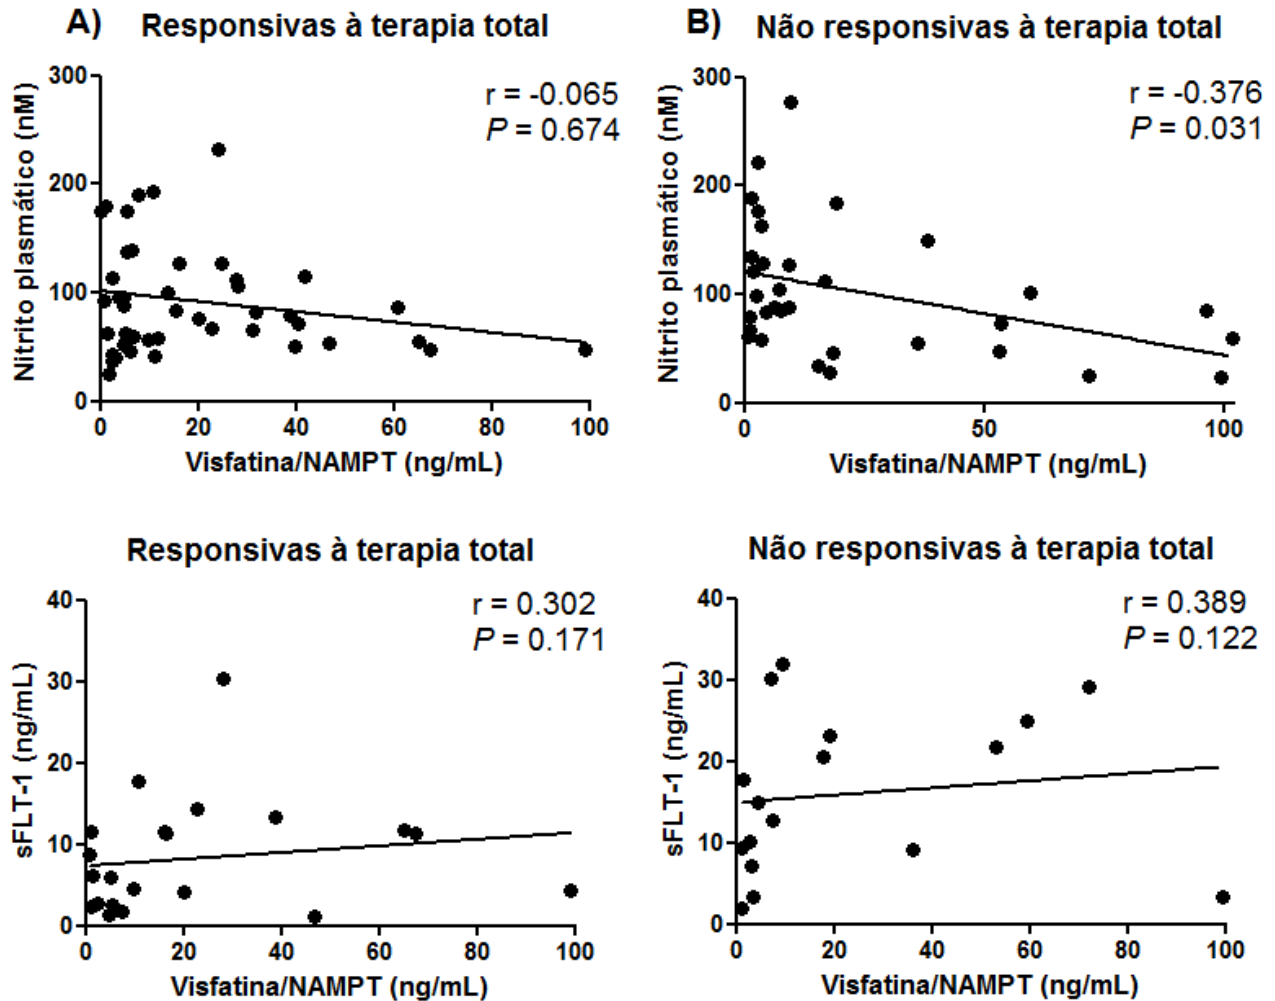 A) Responsivas à terapia total
r = -0.065
P = 0.674
Nitrito plasmático (nM)
300
200
100
0
0 20 40 60 80 100
Visfatina/NAMPT (ng/mL)
B) Não responsivas à terapia total
r = -0.376
P = 0.031
Nitrito plasmático (nM)
300
200
100
0
0 50 100
Visfatina/NAMPT (ng/mL)
Responsivas à terapia total
r = 0.302
P = 0.171
sFLT-1 (ng/mL)
40
30
20
10
0
0 20 40 60 80 100
Visfatina/NAMPT (ng/mL)
Não responsivas à terapia total
r = 0.389
P = 0.122
sFLT-1 (ng/mL)
40
30
20
10
0
0 20 40 60 80 100
Visfatina/NAMPT (ng/mL)